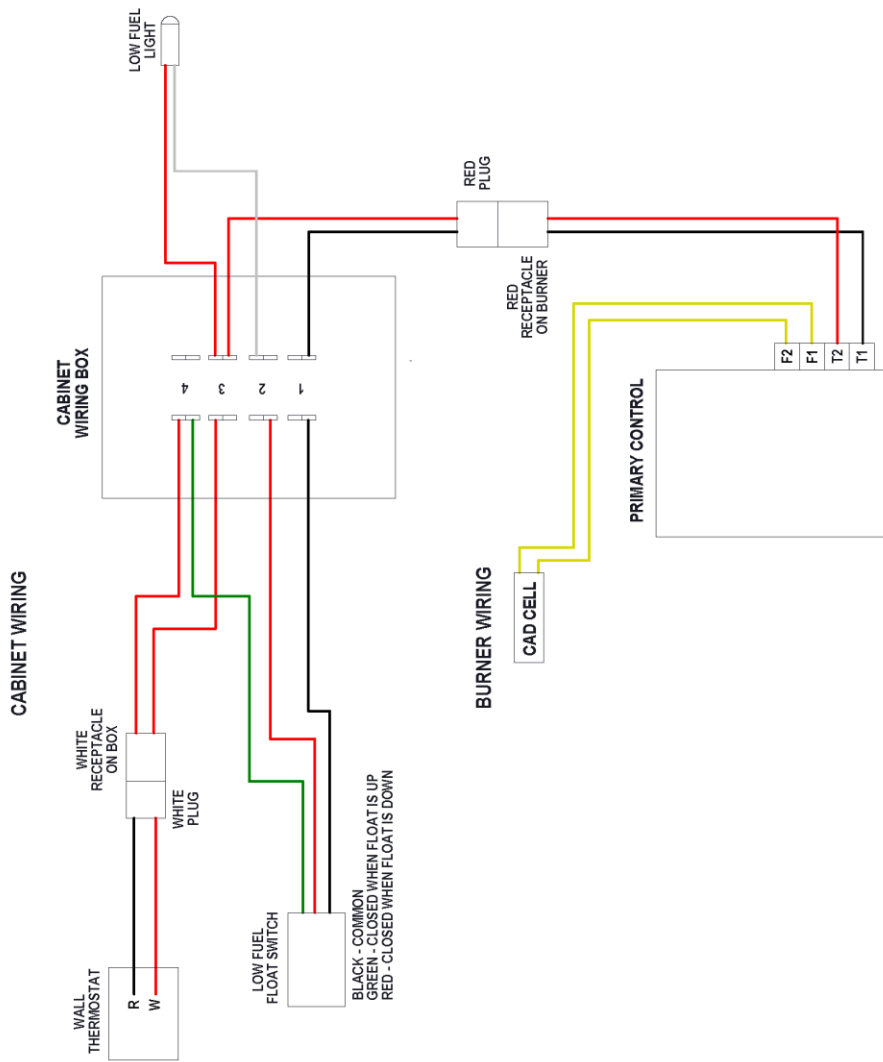 CABINET WIRING
WALL
THERMOSTAT
R
W
WHITE
PLUG
WHITE
RECEPTACLE
ON BOX
LOW FUEL
FLOAT SWITCH
BLACK - COMMON
GREEN - CLOSED WHEN FLOAT IS UP
RED - CLOSED WHEN FLOAT IS DOWN
CABINET
WIRING BOX
4
3
2
1
LOW FUEL
LIGHT
RED
PLUG
RED
RECEPTACLE
ON BURNER
BURNER WIRING
CAD CELL
PRIMARY CONTROL
F2
F1
T2
T1